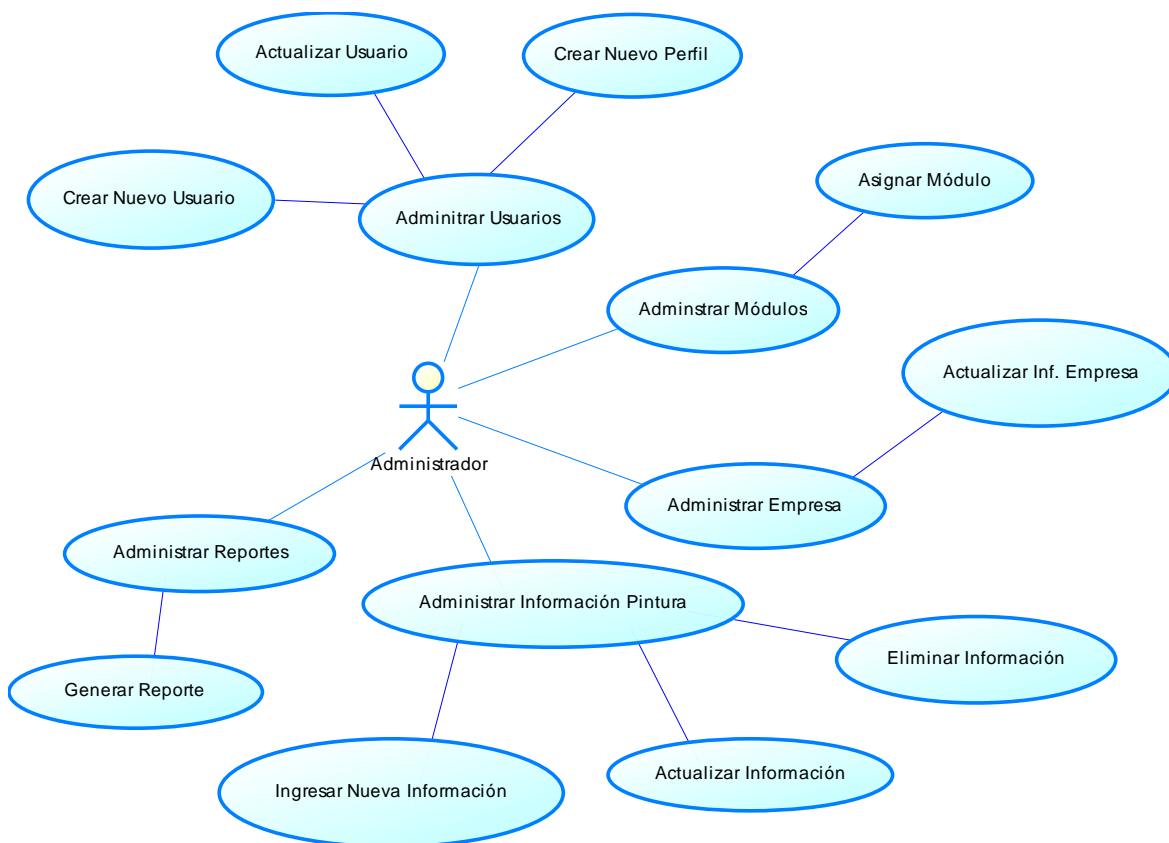 Actualizar Usuario
Crear Nuevo Perfil
Crear Nuevo Usuario
Adminitrar Usuarios
Asignar Módulo
Adminstrar Módulos
Actualizar Inf. Empresa
Administrador
Administrar Empresa
Administrar Reportes
Administrar Información Pintura
Eliminar Información
Generar Reporte
Actualizar Información
Ingresar Nueva Información